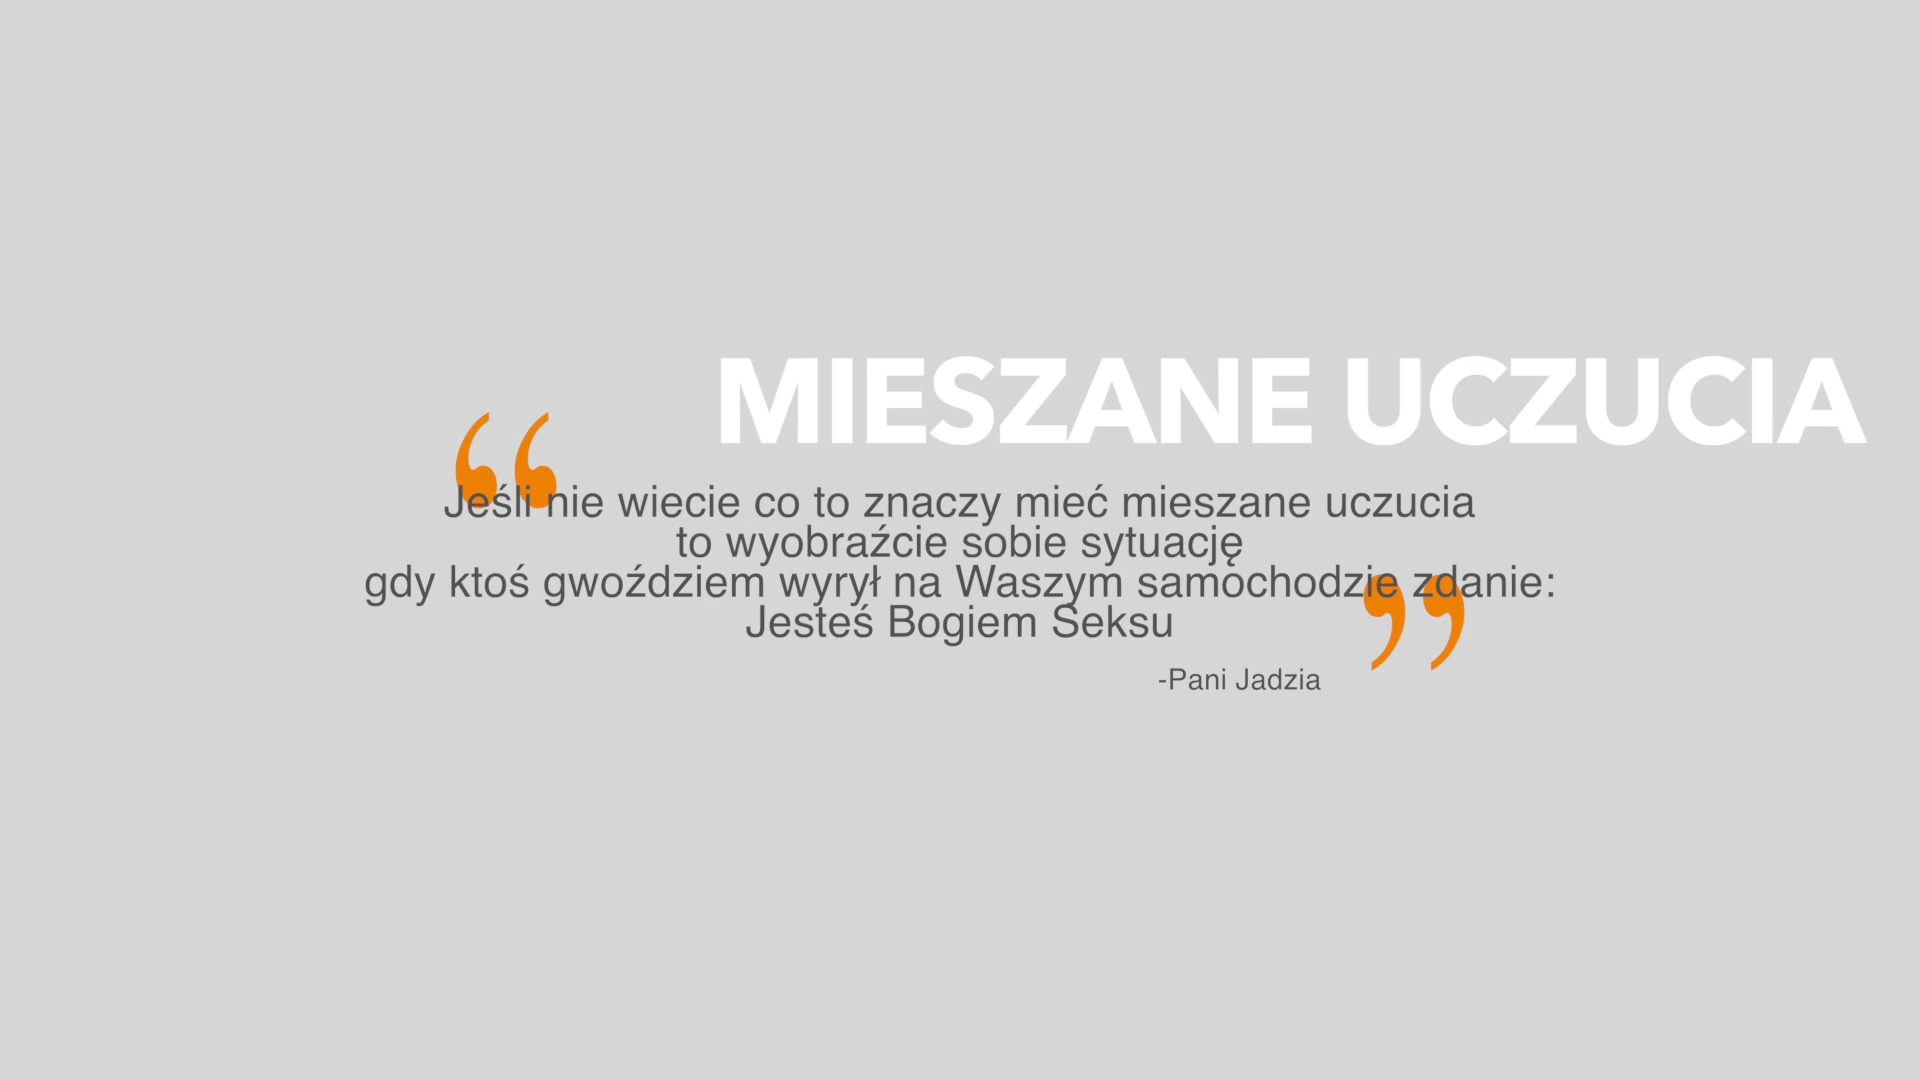 MIESZANE UCZUCIA
“
Jeśli nie wiecie co to znaczy mieć mieszane uczucia
to wyobraźcie sobie sytuację
gdy ktoś gwoździem wyrył na Waszym samochodzie zdanie:
Jesteś Bogiem Seksu
”
-Pani Jadzia